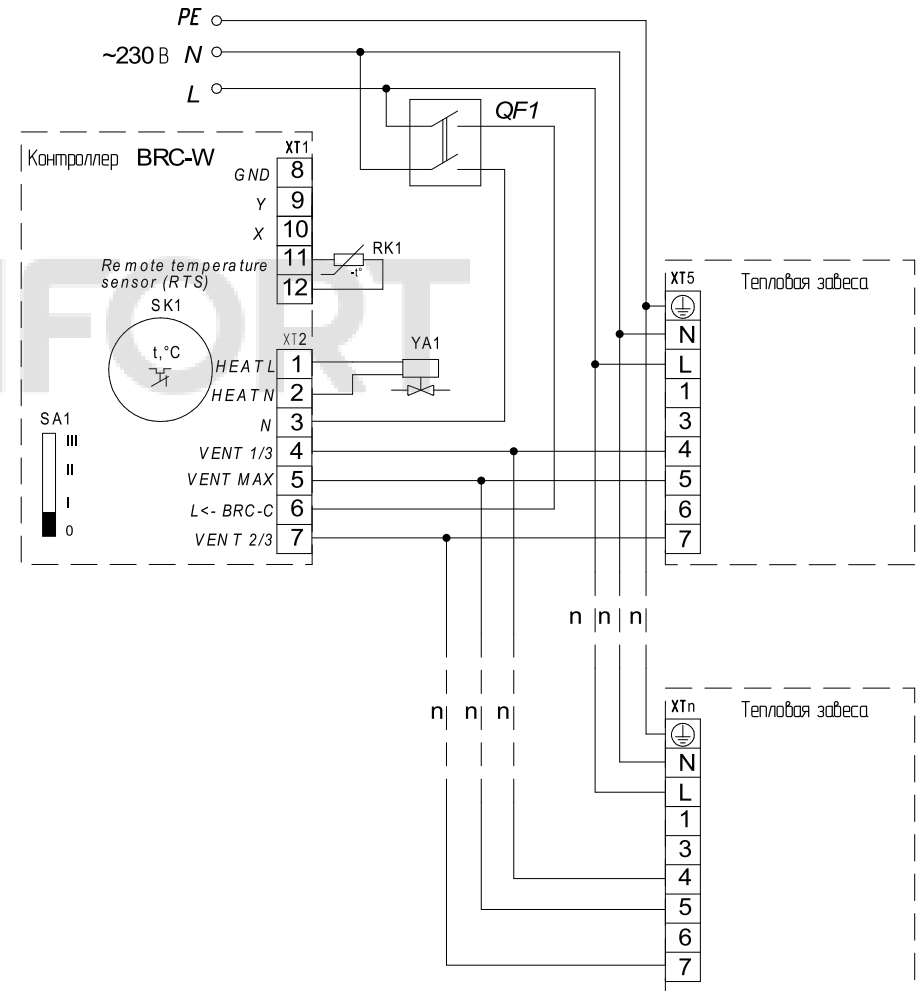 PE
~230 В N
L
QF1
Контроллер BRC-W
XT1
GND 8
Y 9
X 10
11
Remote temperature
sensor (RTS)
12
RK1
-t°
SK1
t,°C
XT2
HEAT L 1
HEAT N 2
N 3
VENT 1/3 4
VENT MAX 5
L<- BRC-C 6
VENT 2/3 7
YA1
SA1
III
II
I
0
XT5
Тепловая завеса
N
L
1
3
4
5
6
7
n n n
n n n
XTn
Тепловая завеса
N
L
1
3
4
5
6
7